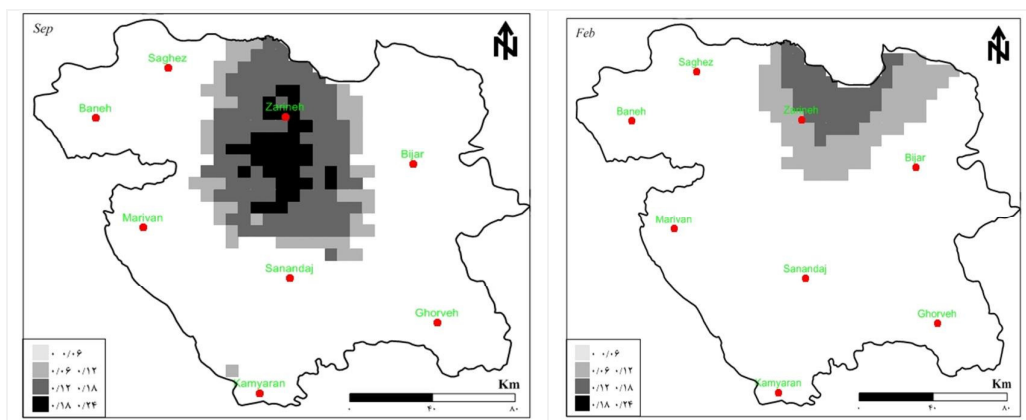 Sep
N
Saghez
Zarineh
Baneh
Bijar
Marivan
Sanandaj
Ghorveh
Kamyaran
۰ ۰/۰۶
۰/۰۶ ۰/۱۲
۰/۱۲ ۰/۱۸
۰/۱۸ ۰/۲۴
Km
۰ ۴۰ ۸۰
Feb
N
Saghez
Zarineh
Baneh
Bijar
Marivan
Sanandaj
Ghorveh
Kamyaran
۰ ۰/۰۶
۰/۰۶ ۰/۱۲
۰/۱۲ ۰/۱۸
۰/۱۸ ۰/۲۴
Km
۰ ۴۰ ۸۰